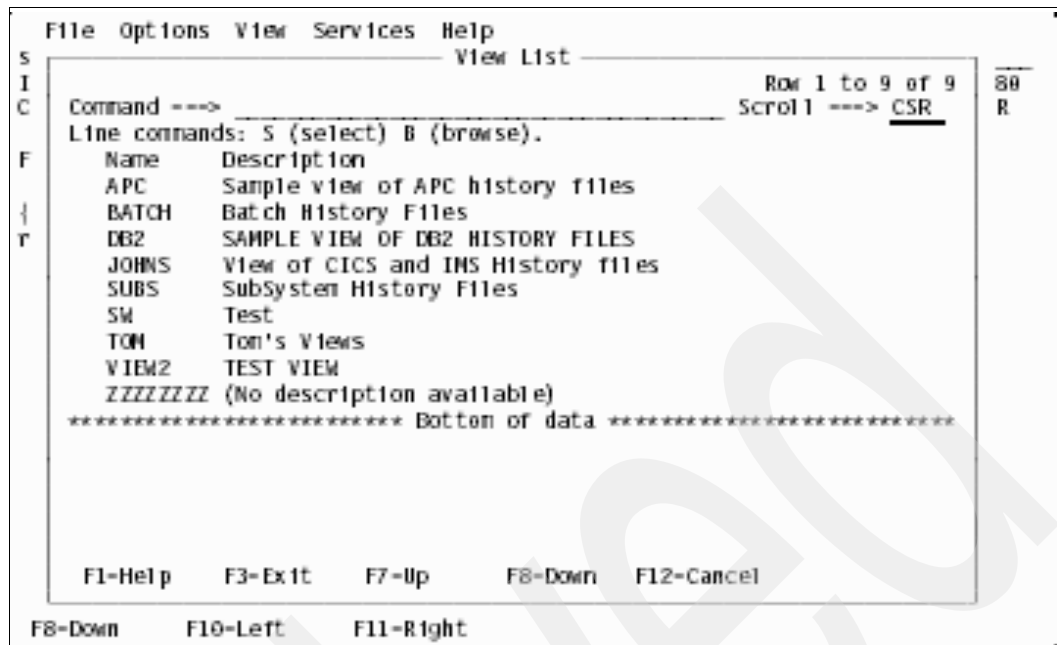 File Options View Services Help
S View List
I Row 1 to 9 of 9 80
C Command ===> Scroll ===> CSR R
Line commands: S (select) B (browse).
F Name Description
APC Sample view of APC history files
BATCH Batch History Files
r DB2 SAMPLE VIEW OF DB2 HISTORY FILES
JOHNS View of CICS and IMS History files
SUBS SubSystem History Files
SW Test
TOM Tom's Views
VIEW2 TEST VIEW
ZZZZZZZZ (No description available)
*************************** Bottom of data ****************************
F1=Help F3=Exit F7=Up F8=Down F12=Cancel
F8=Down F10=Left F11=Right